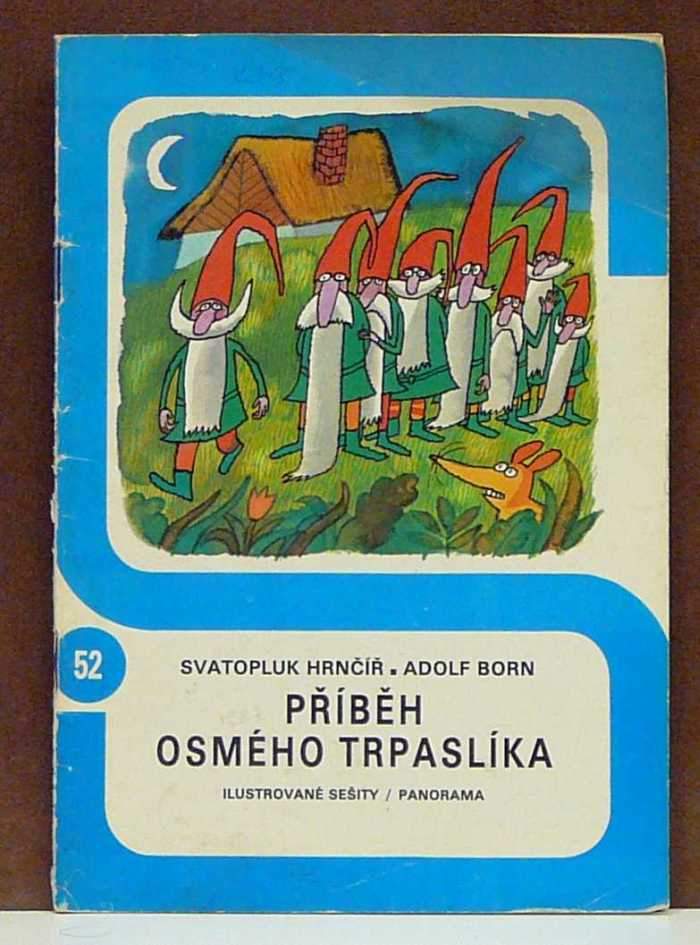 52
SVATOPLUK HRNČÍŘ. ADOLF BORN
PŘÍBĚH
OSMÉHO TRPASLÍKA
ILUSTROVANÉ SEŠITY / PANORAMA